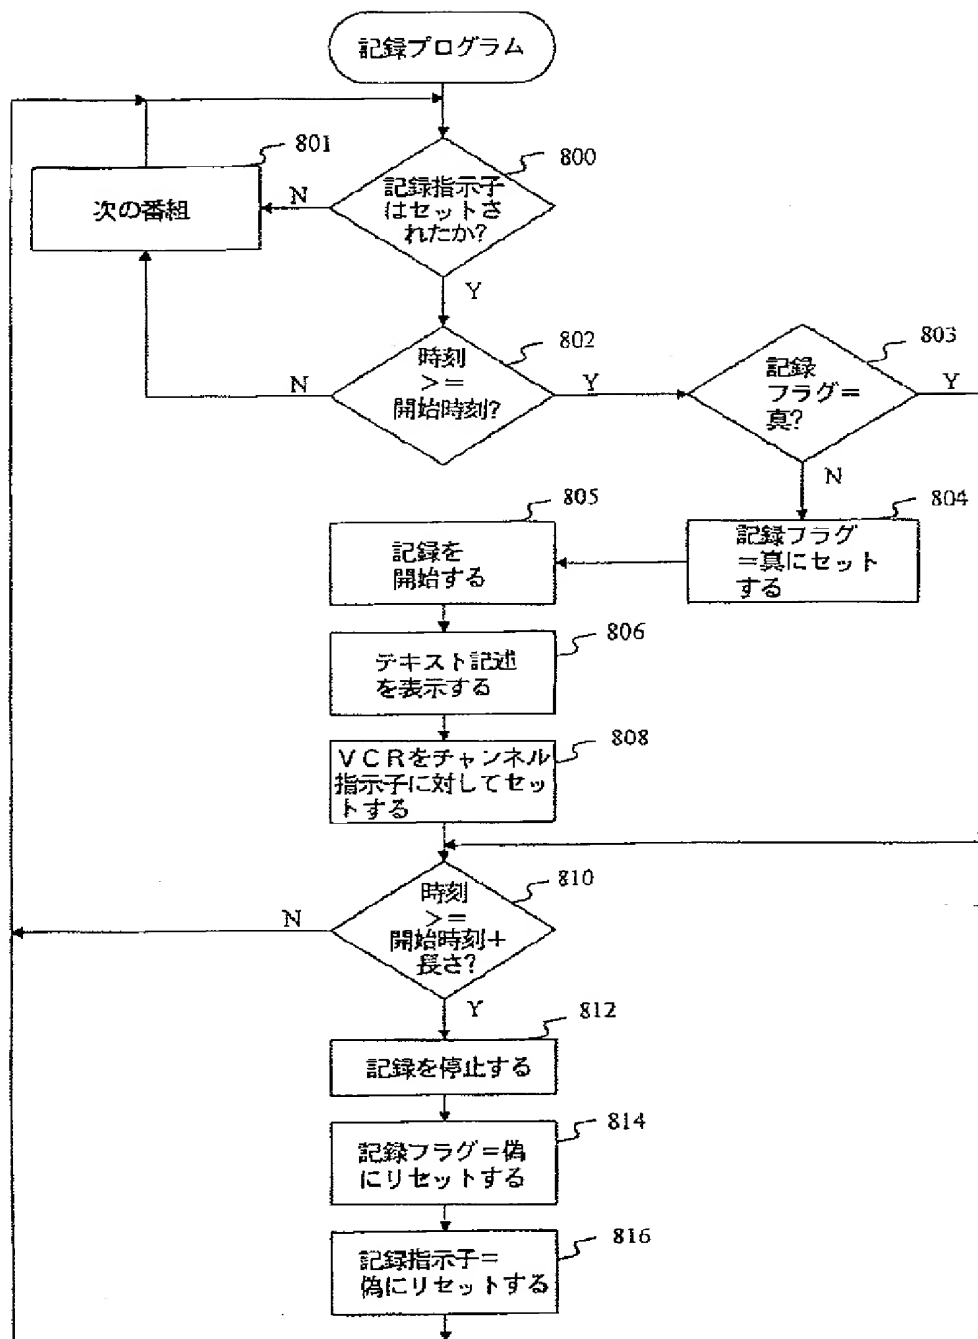 記録プログラム
801
800
次の番組
N
記録指示子
はセットさ
れたか?
Y
802
803
時刻
>=
開始時刻?
N
Y
記録
フラグ=
真?
Y
N
805
804
記録を
開始する
記録フラグ
=真にセット
する
806
テキスト記述
を表示する
808
VCRをチャンネル
指示子に対してセッ
トする
810
時刻
>=
開始時刻+
長さ?
N
Y
812
記録を停止する
814
記録フラグ=偽
にリセットする
816
記録指示子=
偽にリセットする